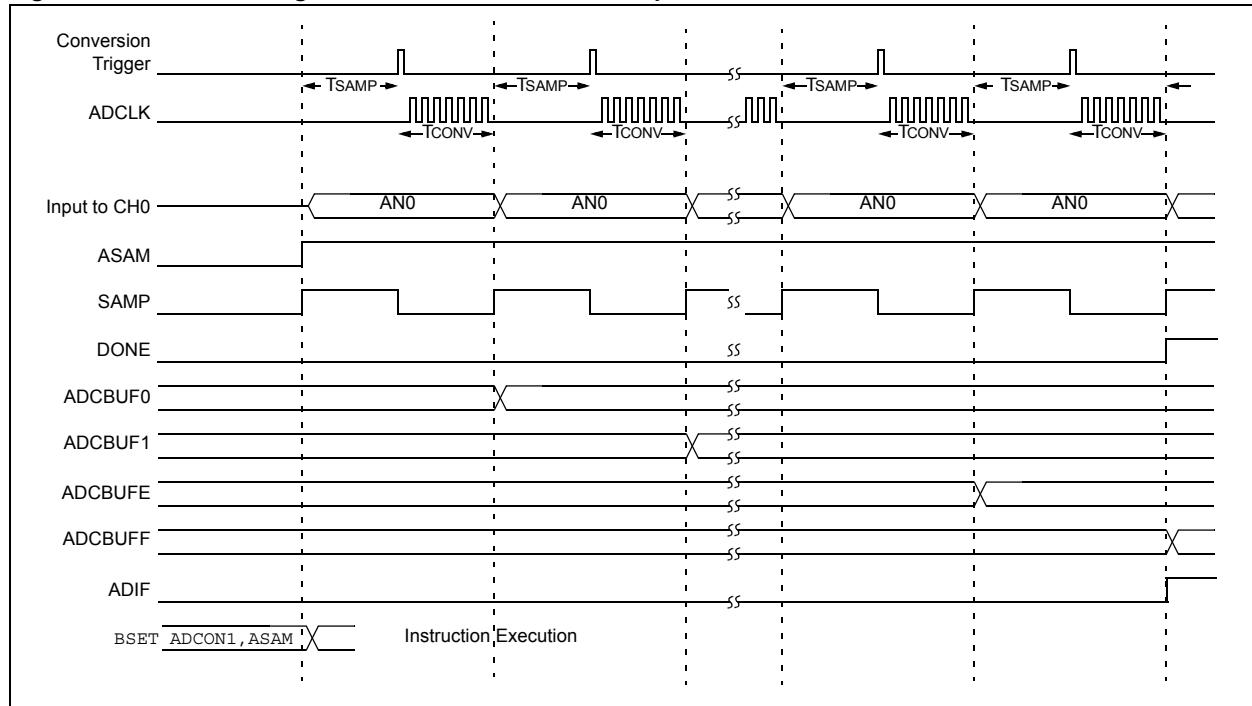 Conversion
Trigger
TSAMP TSAMP TSAMP TSAMP
ADCLK
TCONV TCONV TCONV TCONV
Input to CH0 AN0 AN0 AN0 AN0
ASAM
SAMP
DONE
ADCBUF0
ADCBUF1
ADCBUFE
ADCBUFF
ADIF
BSET ADCON1,ASAM Instruction Execution